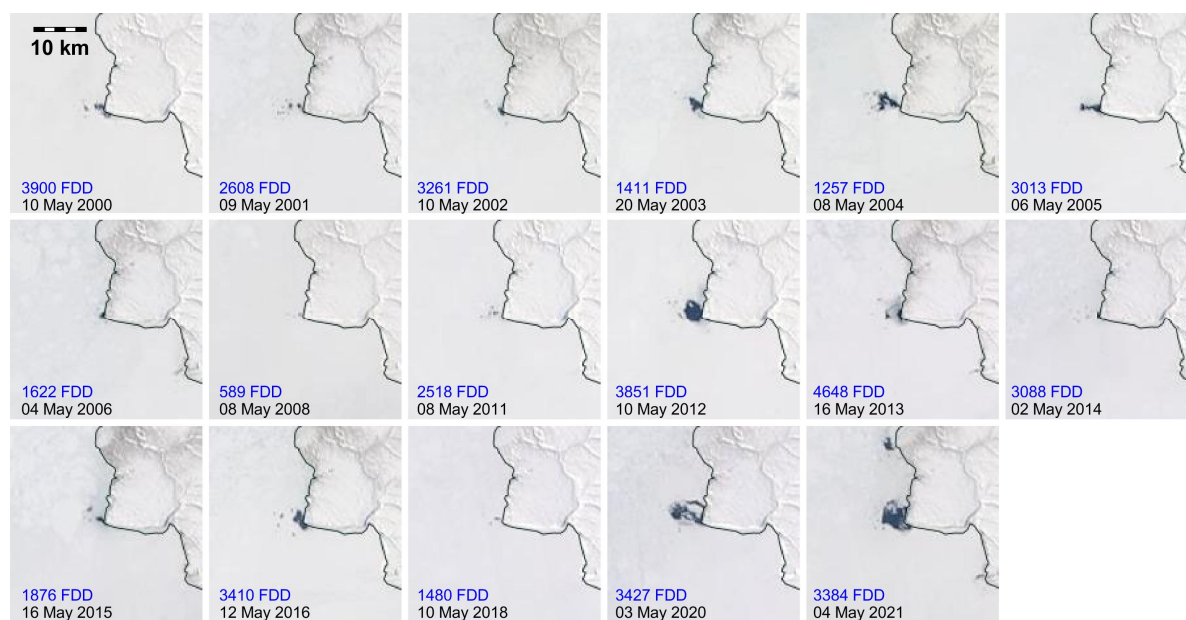 10 km
3900 FDD
10 May 2000
2608 FDD
09 May 2001
3261 FDD
10 May 2002
1411 FDD
20 May 2003
1257 FDD
08 May 2004
3013 FDD
06 May 2005
1622 FDD
04 May 2006
589 FDD
08 May 2008
2518 FDD
08 May 2011
3851 FDD
10 May 2012
4648 FDD
16 May 2013
3088 FDD
02 May 2014
1876 FDD
16 May 2015
3410 FDD
12 May 2016
1480 FDD
10 May 2018
3427 FDD
03 May 2020
3384 FDD
04 May 2021